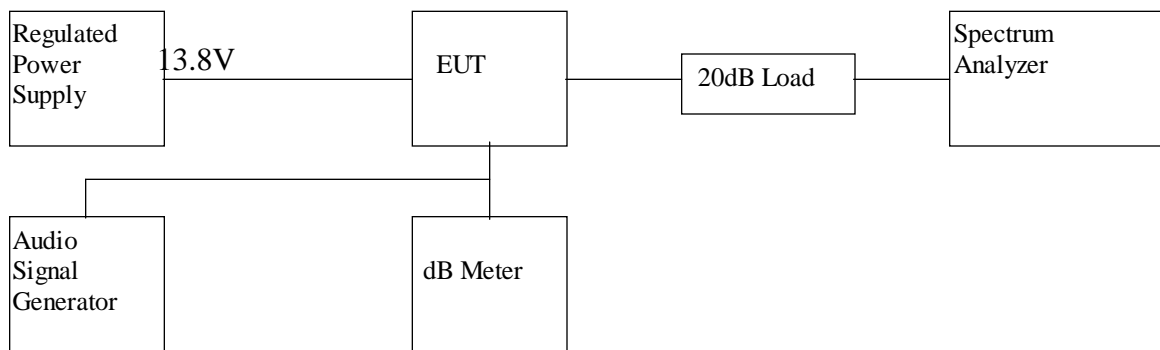 Regulated
Power
Supply
13.8V
EUT
20dB Load
Spectrum
Analyzer
Audio
Signal
Generator
dB Meter